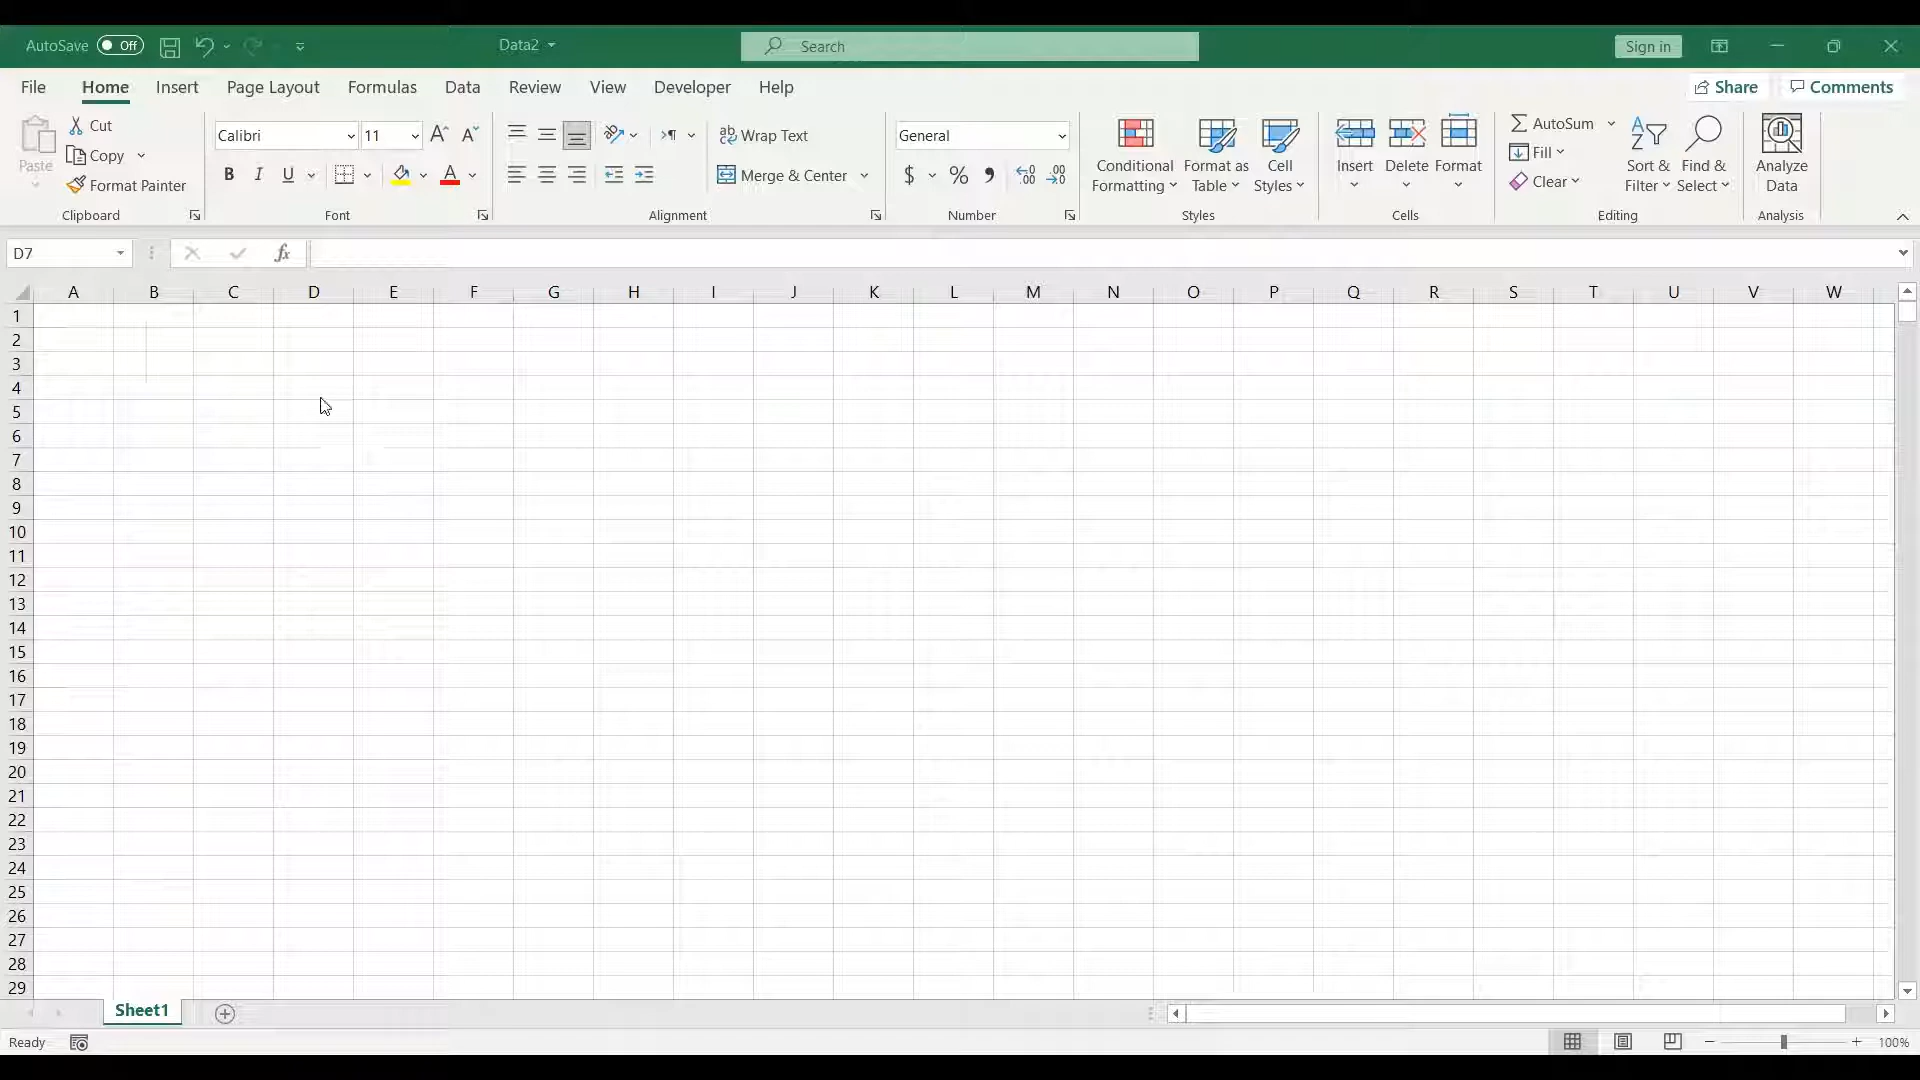 AutoSave Off Data2 Search Sign in
File Home Insert Page Layout Formulas Data Review View Developer Help Share Comments
Paste
Cut
Copy
Format Painter
Clipboard
Calibri 11
B I U A
Font
Wrap Text
Merge & Center
Alignment
General
$ % 9 .00 .00
Number
Conditional Formatting
Format as Table
Cell Styles
Styles
Insert Delete Format
Cells
AutoSum
Fill
Clear
Sort & Filter
Find & Select
Editing
Analyze Data
Analysis
D7 fx
A B C D E F G H I J K L M N O P Q R S T U V W
1
2
3
4
5
6
7
8
9
10
11
12
13
14
15
16
17
18
19
20
21
22
23
24
25
26
27
28
29
Sheet1
Ready 100%